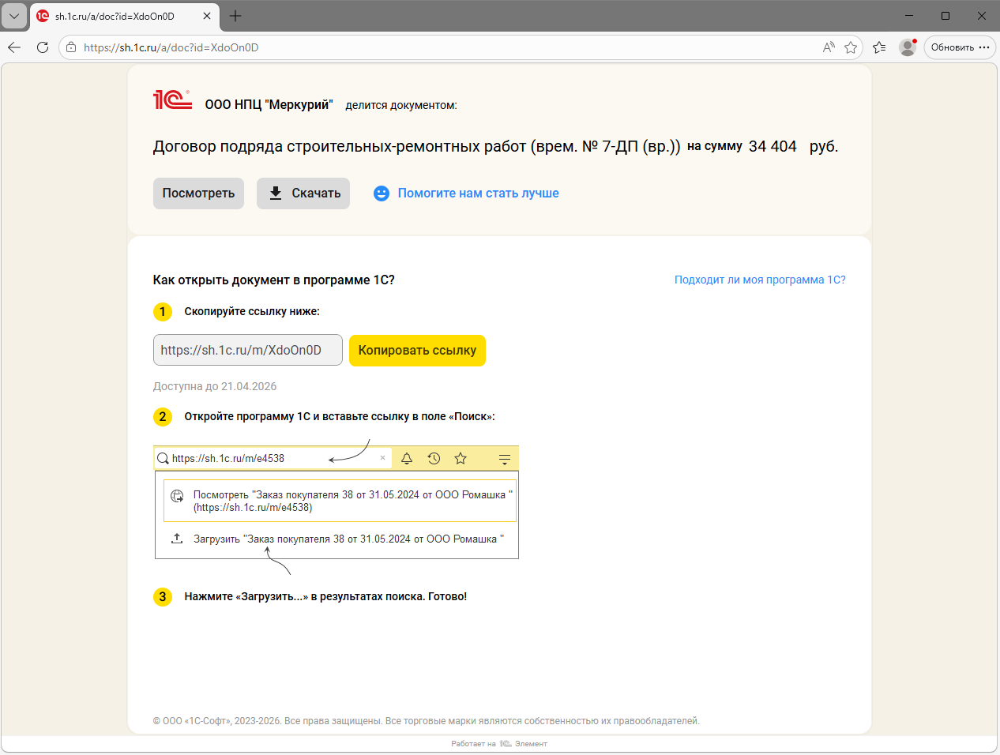 sh.1c.ru/a/doc?id=XdoOn0D
https://sh.1c.ru/a/doc?id=XdoOn0D
Обновить
1С ООО НПЦ "Меркурий" делится документом:
Договор подряда строительных-ремонтных работ (врем. № 7-ДП (вр.)) на сумму 34 404 руб.
Посмотреть Скачать Помогите нам стать лучше
Как открыть документ в программе 1С? Подходит ли моя программа 1С?
1 Скопируйте ссылку ниже:
https://sh.1c.ru/m/XdoOn0D Копировать ссылку
Доступна до 21.04.2026
2 Откройте программу 1С и вставьте ссылку в поле «Поиск»:
https://sh.1c.ru/m/e4538
Посмотреть "Заказ покупателя 38 от 31.05.2024 от ООО Ромашка "
(https://sh.1c.ru/m/e4538)
Загрузить "Заказ покупателя 38 от 31.05.2024 от ООО Ромашка "
3 Нажмите «Загрузить...» в результатах поиска. Готово!
© ООО «1С-Софт», 2023-2026. Все права защищены. Все торговые марки являются собственностью их правообладателей.
Работает на 1С Элемент